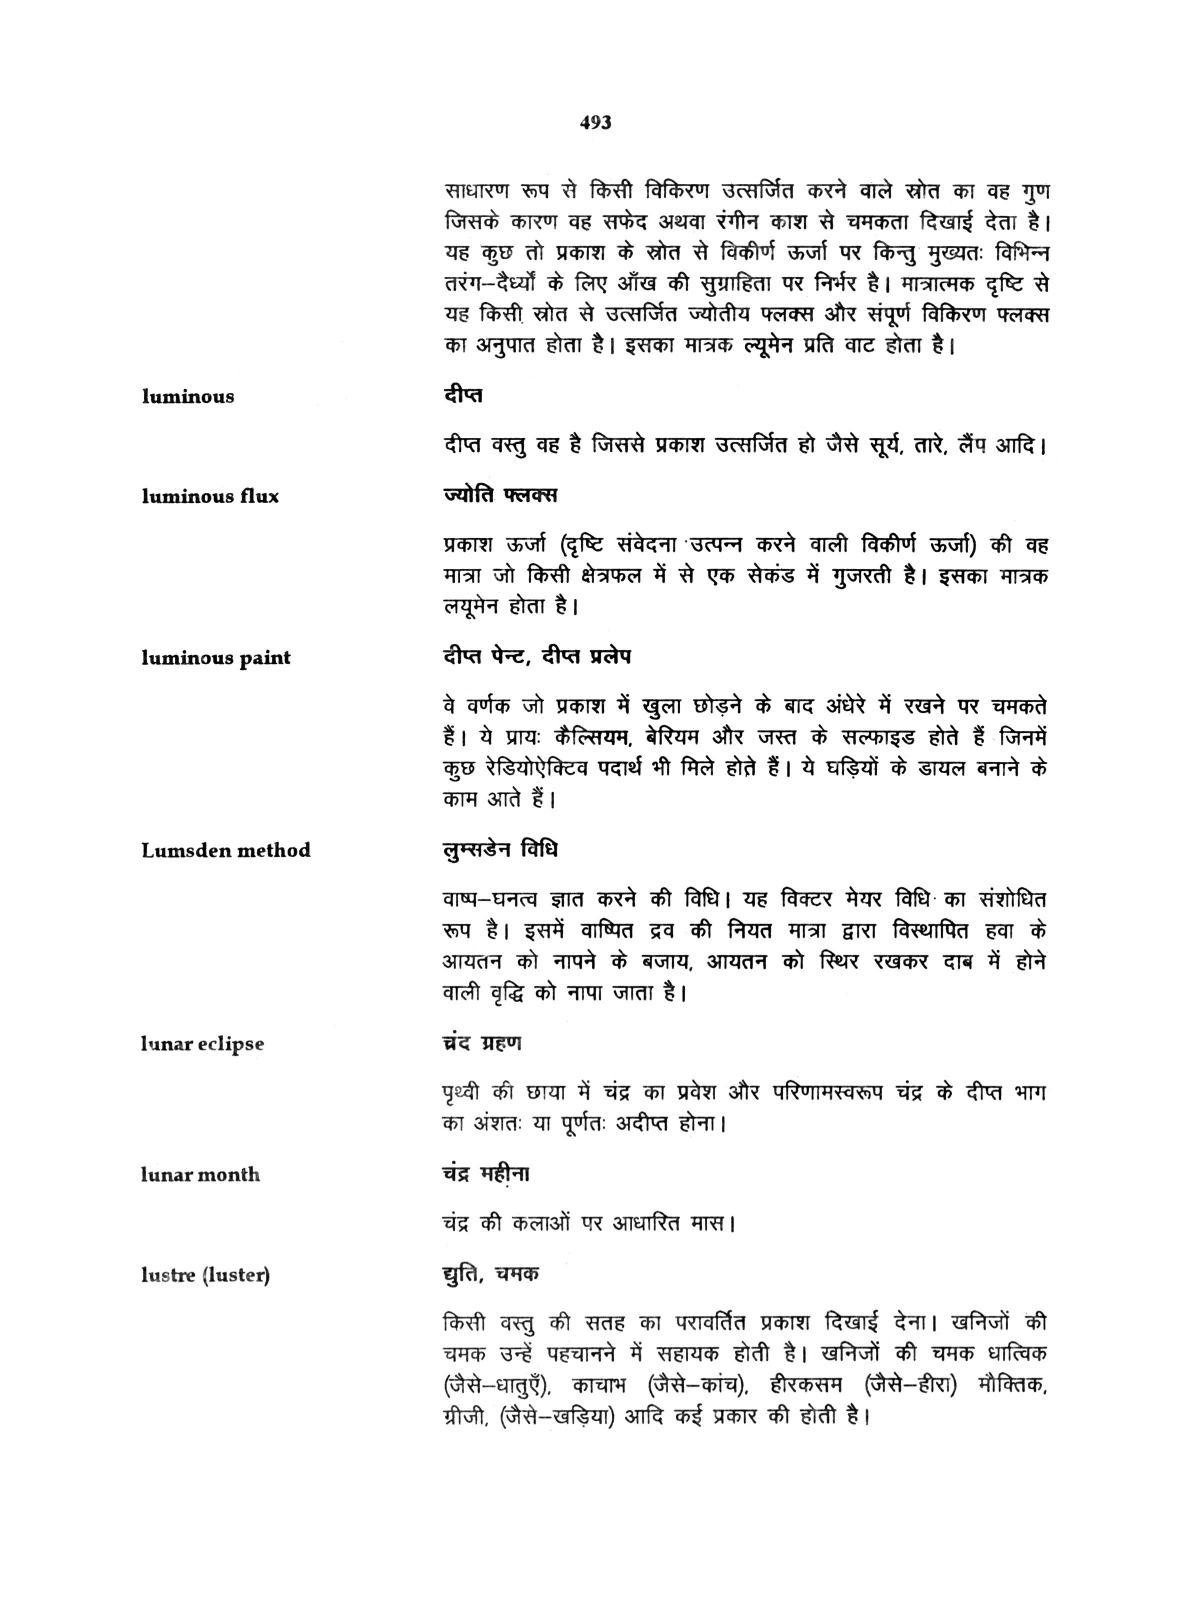 493
साधारण रूप से किसी विकिरण उत्सर्जित करने वाले स्रोत का वह गुण
जिसके कारण वह सफेद अथवा रंगीन काश से चमकता दिखाई देता है।
यह कुछ तो प्रकाश के स्रोत से विकीर्ण ऊर्जा पर किन्तु मुख्यतः विभिन्न
तरंग–दैर्ध्यों के लिए आँख की सुग्राहिता पर निर्भर है। मात्रात्मक दृष्टि से
यह किसी स्रोत से उत्सर्जित ज्योतीय फ्लक्स और संपूर्ण विकिरण फ्लक्स
का अनुपात होता है। इसका मात्रक ल्यूमेन प्रति वाट होता है।
luminous दीप्त
दीप्त वस्तु वह है जिससे प्रकाश उत्सर्जित हो जैसे सूर्य, तारे, लैंप आदि।
luminous flux ज्योति फ्लक्स
प्रकाश ऊर्जा (दृष्टि संवेदना उत्पन्न करने वाली विकीर्ण ऊर्जा) की वह
मात्रा जो किसी क्षेत्रफल में से एक सेकंड में गुजरती है। इसका मात्रक
लयूमेन होता है।
luminous paint दीप्त पेन्ट, दीप्त प्रलेप
वे वर्णक जो प्रकाश में खुला छोड़ने के बाद अंधेरे में रखने पर चमकते
हैं। ये प्रायः कैल्सियम, बेरियम और जस्त के सल्फाइड होते हैं जिनमें
कुछ रेडियोऐक्टिव पदार्थ भी मिले होते हैं। ये घड़ियों के डायल बनाने के
काम आते हैं।
Lumsden method लुम्सडेन विधि
वाष्प–घनत्व ज्ञात करने की विधि। यह विक्टर मेयर विधि का संशोधित
रूप है। इसमें वाष्पित द्रव की नियत मात्रा द्वारा विस्थापित हवा के
आयतन को नापने के बजाय, आयतन को स्थिर रखकर दाब में होने
वाली वृद्धि को नापा जाता है।
lunar eclipse चंद ग्रहण
पृथ्वी की छाया में चंद्र का प्रवेश और परिणामस्वरूप चंद्र के दीप्त भाग
का अंशतः या पूर्णतः अदीप्त होना।
lunar month चंद्र महीना
चंद्र की कलाओं पर आधारित मास।
lustre (luster) द्युति, चमक
किसी वस्तु की सतह का परावर्तित प्रकाश दिखाई देना। खनिजों की
चमक उन्हें पहचानने में सहायक होती है। खनिजों की चमक धात्विक
(जैसे–धातुएँ), काचाभ (जैसे–कांच), हीरकसम (जैसे–हीरा) मौक्तिक,
ग्रीजी, (जैसे–खड़िया) आदि कई प्रकार की होती है।